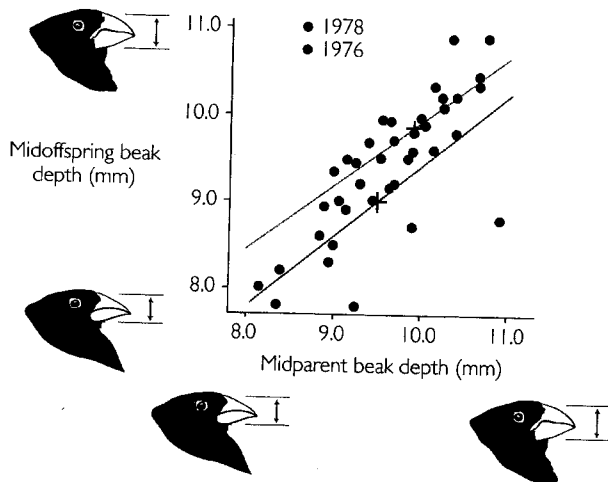 11.0
1978
1976
10.0
Midoffspring beak
depth (mm)
9.0
8.0
8.0 9.0 10.0 11.0
Midparent beak depth (mm)